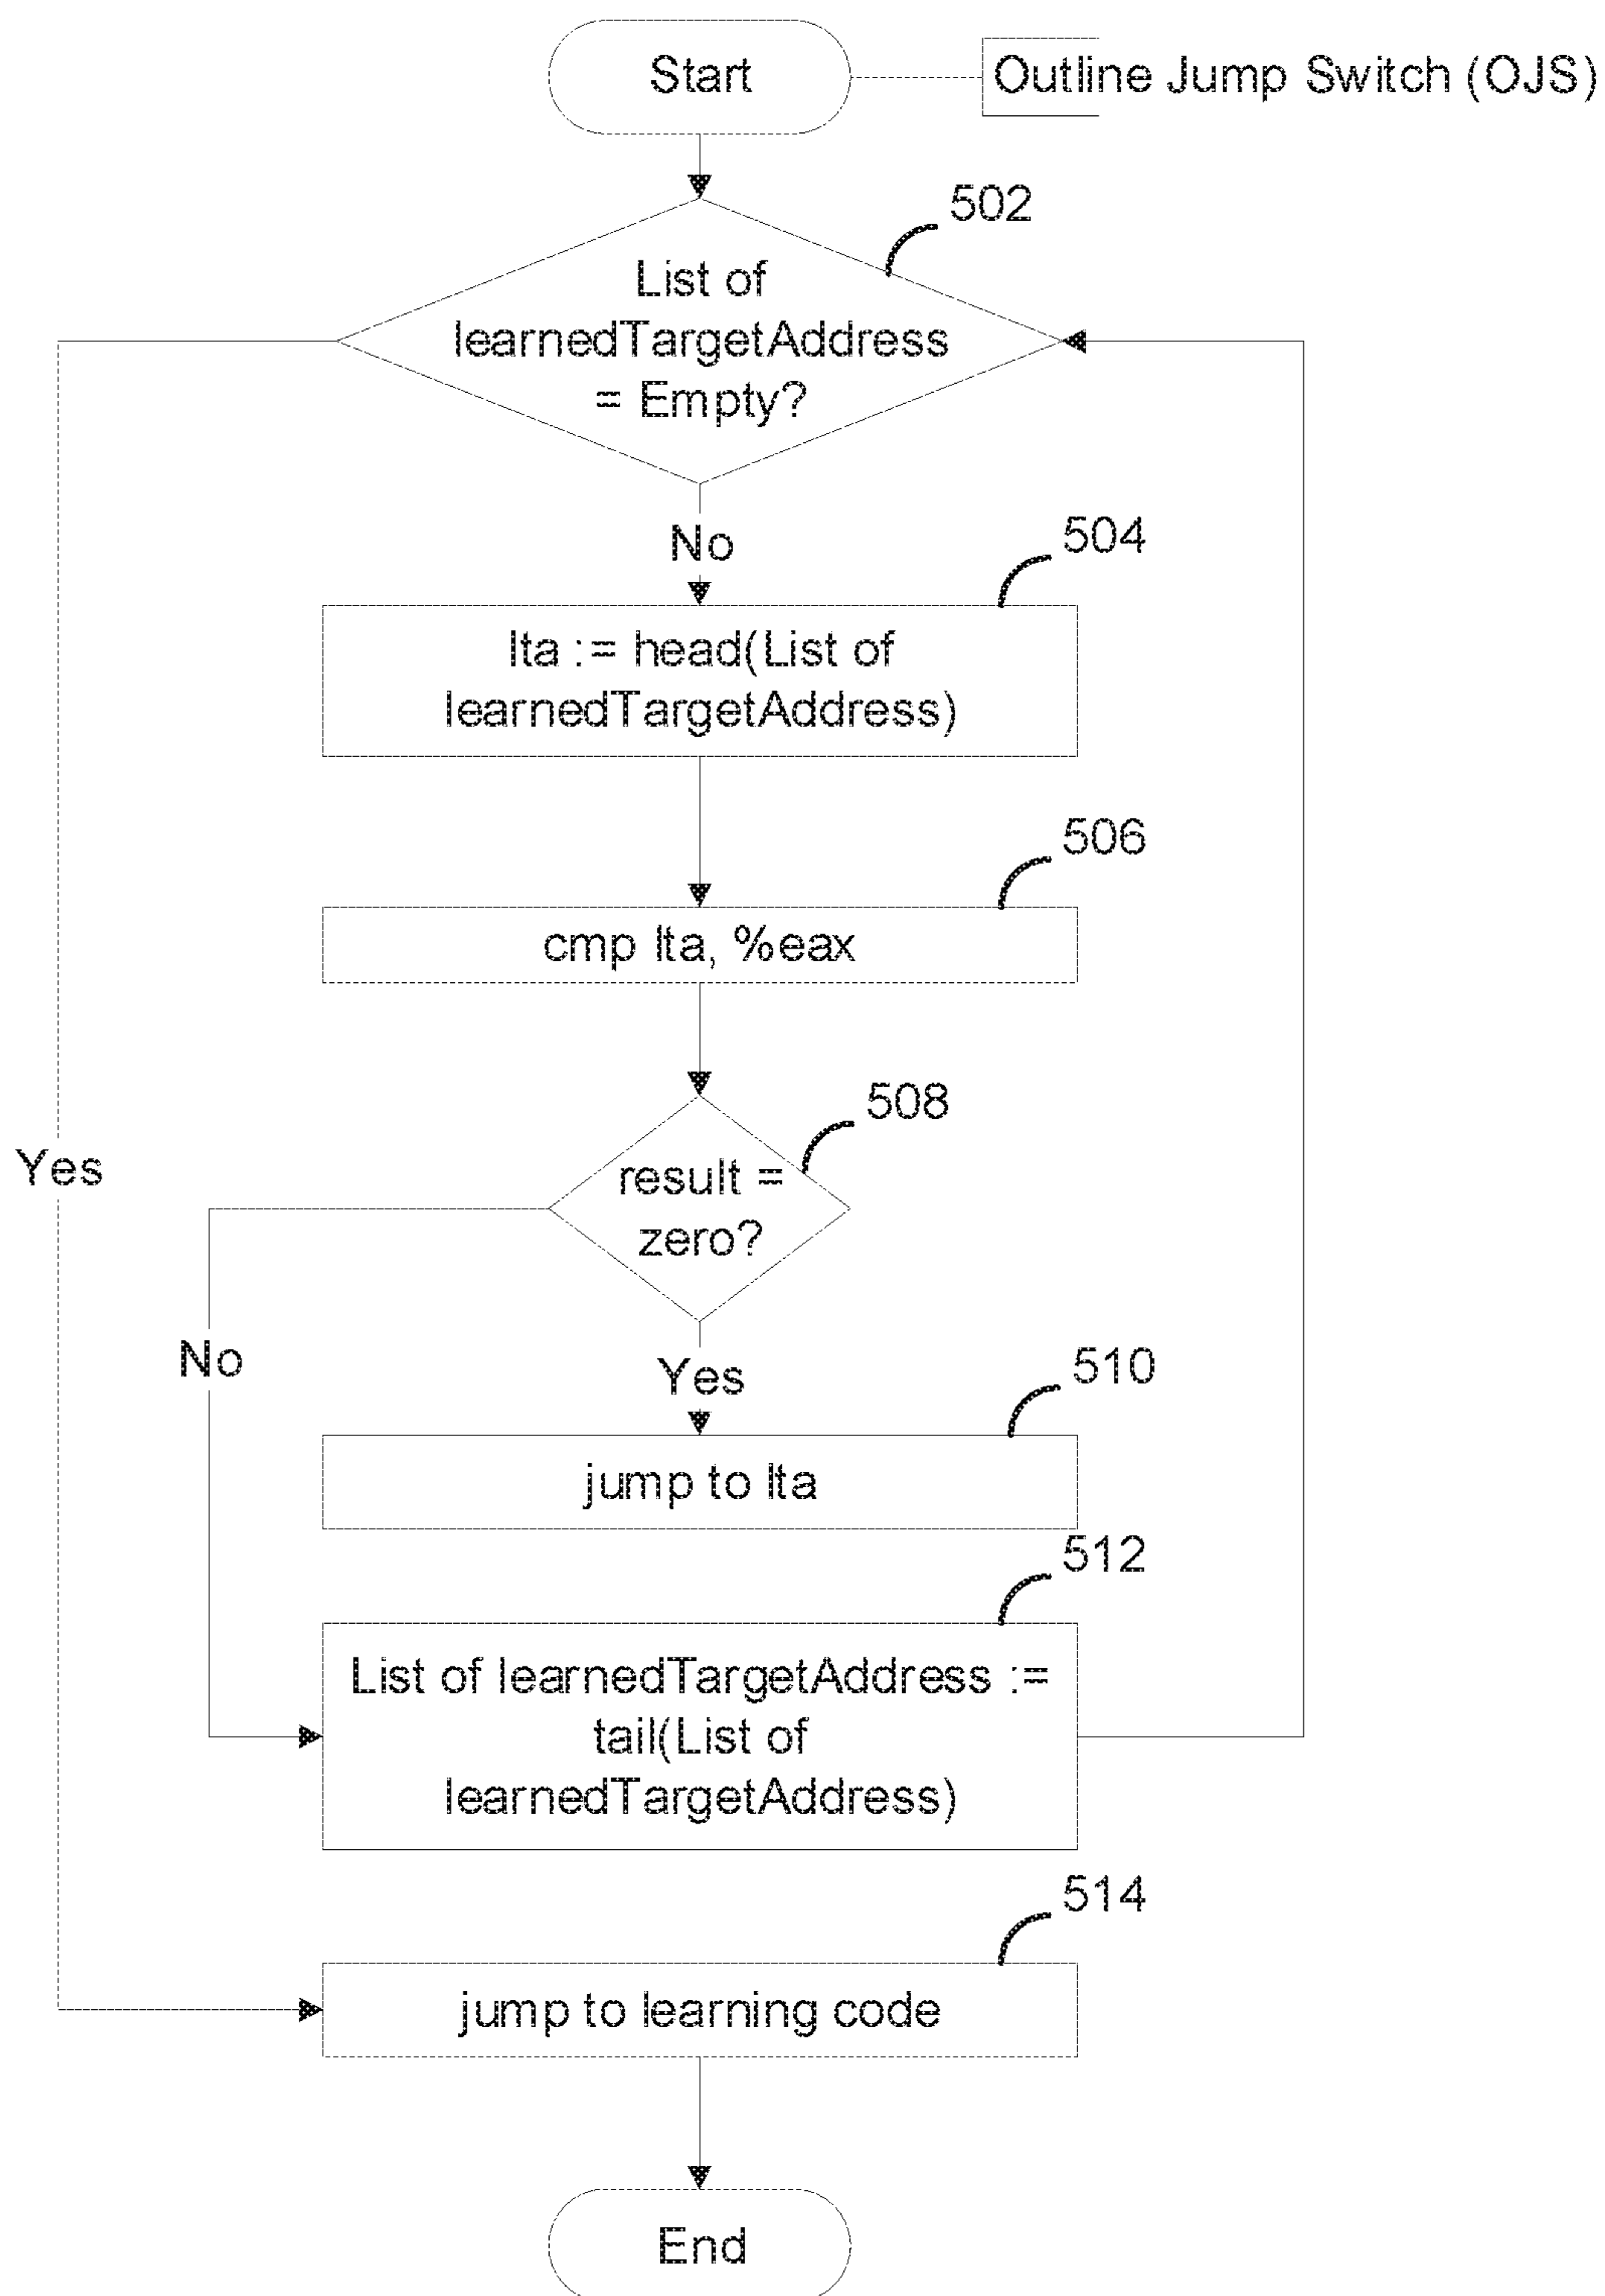 Start
Outline Jump Switch (OJS)
502
List of
learnedTargetAddress
= Empty?
No
504
lta := head(List of
learnedTargetAddress)
506
cmp lta, %eax
508
result =
zero?
Yes
No
Yes
510
jump to lta
512
List of learnedTargetAddress :=
tail(List of
learnedTargetAddress)
514
jump to learning code
End